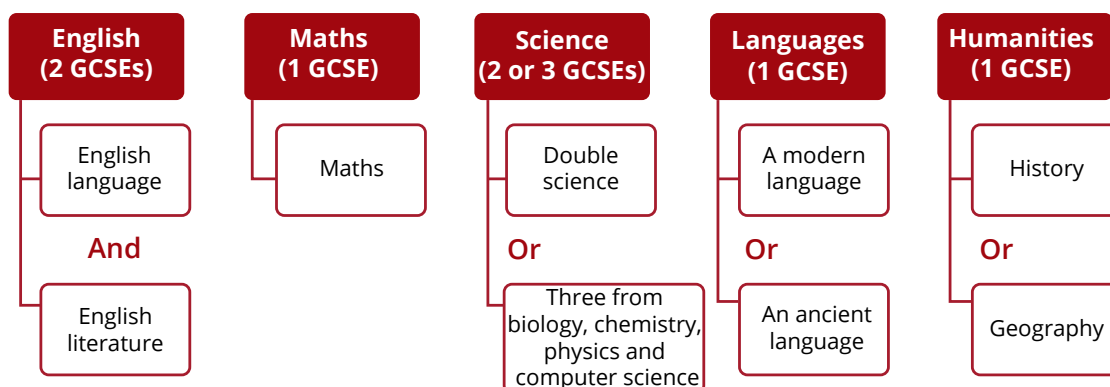 English
(2 GCSEs)
English
language
And
English
literature
Maths
(1 GCSE)
Maths
Science
(2 or 3 GCSEs)
Double
science
Or
Three from
biology, chemistry,
physics and
computer science
Languages
(1 GCSE)
A modern
language
Or
An ancient
language
Humanities
(1 GCSE)
History
Or
Geography